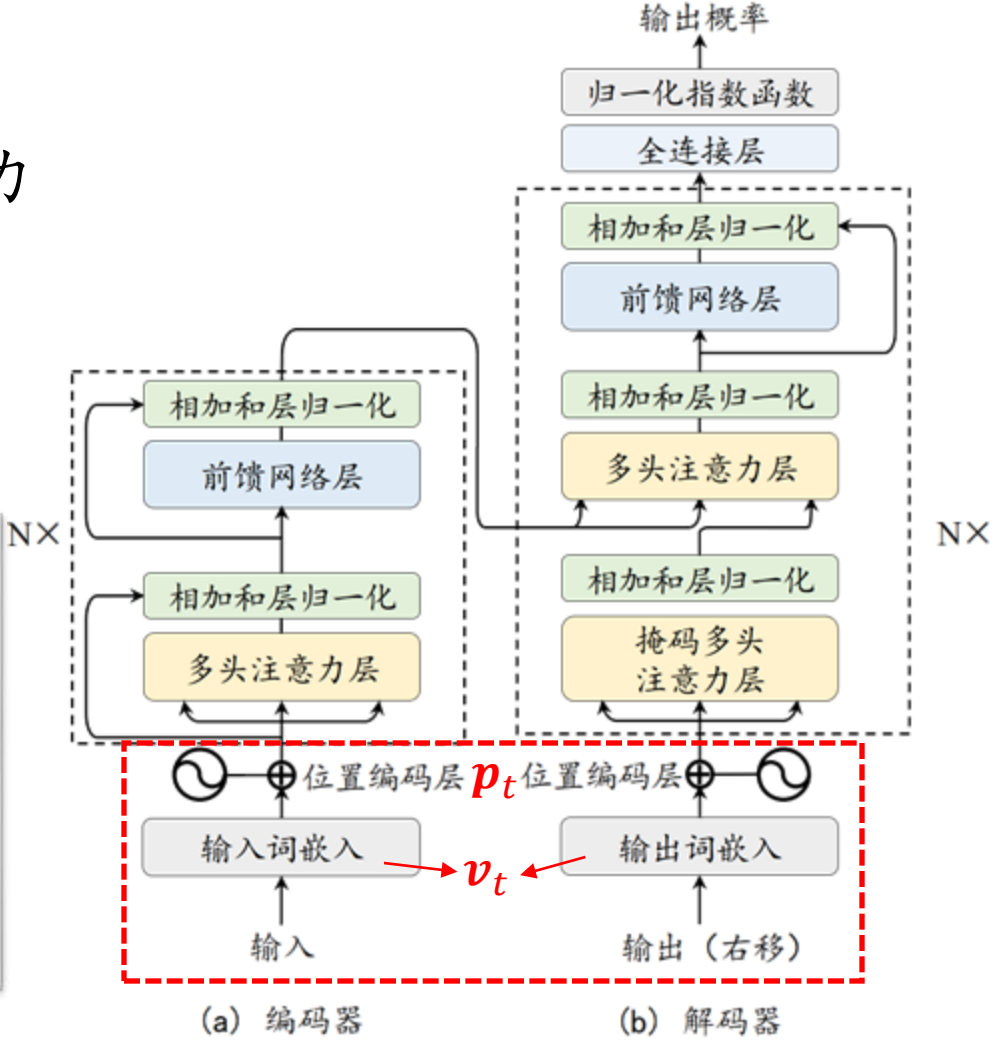 输出概率
归一化指数函数
全连接层
相加和层归一化
前馈网络层
相加和层归一化
多头注意力层
相加和层归一化
掩码多头
注意力层
N×
相加和层归一化
前馈网络层
相加和层归一化
多头注意力层
N×
位置编码层 pₜ 位置编码层
输入词嵌入
vₜ
输出词嵌入
输入
输出（右移）
(a) 编码器
(b) 解码器